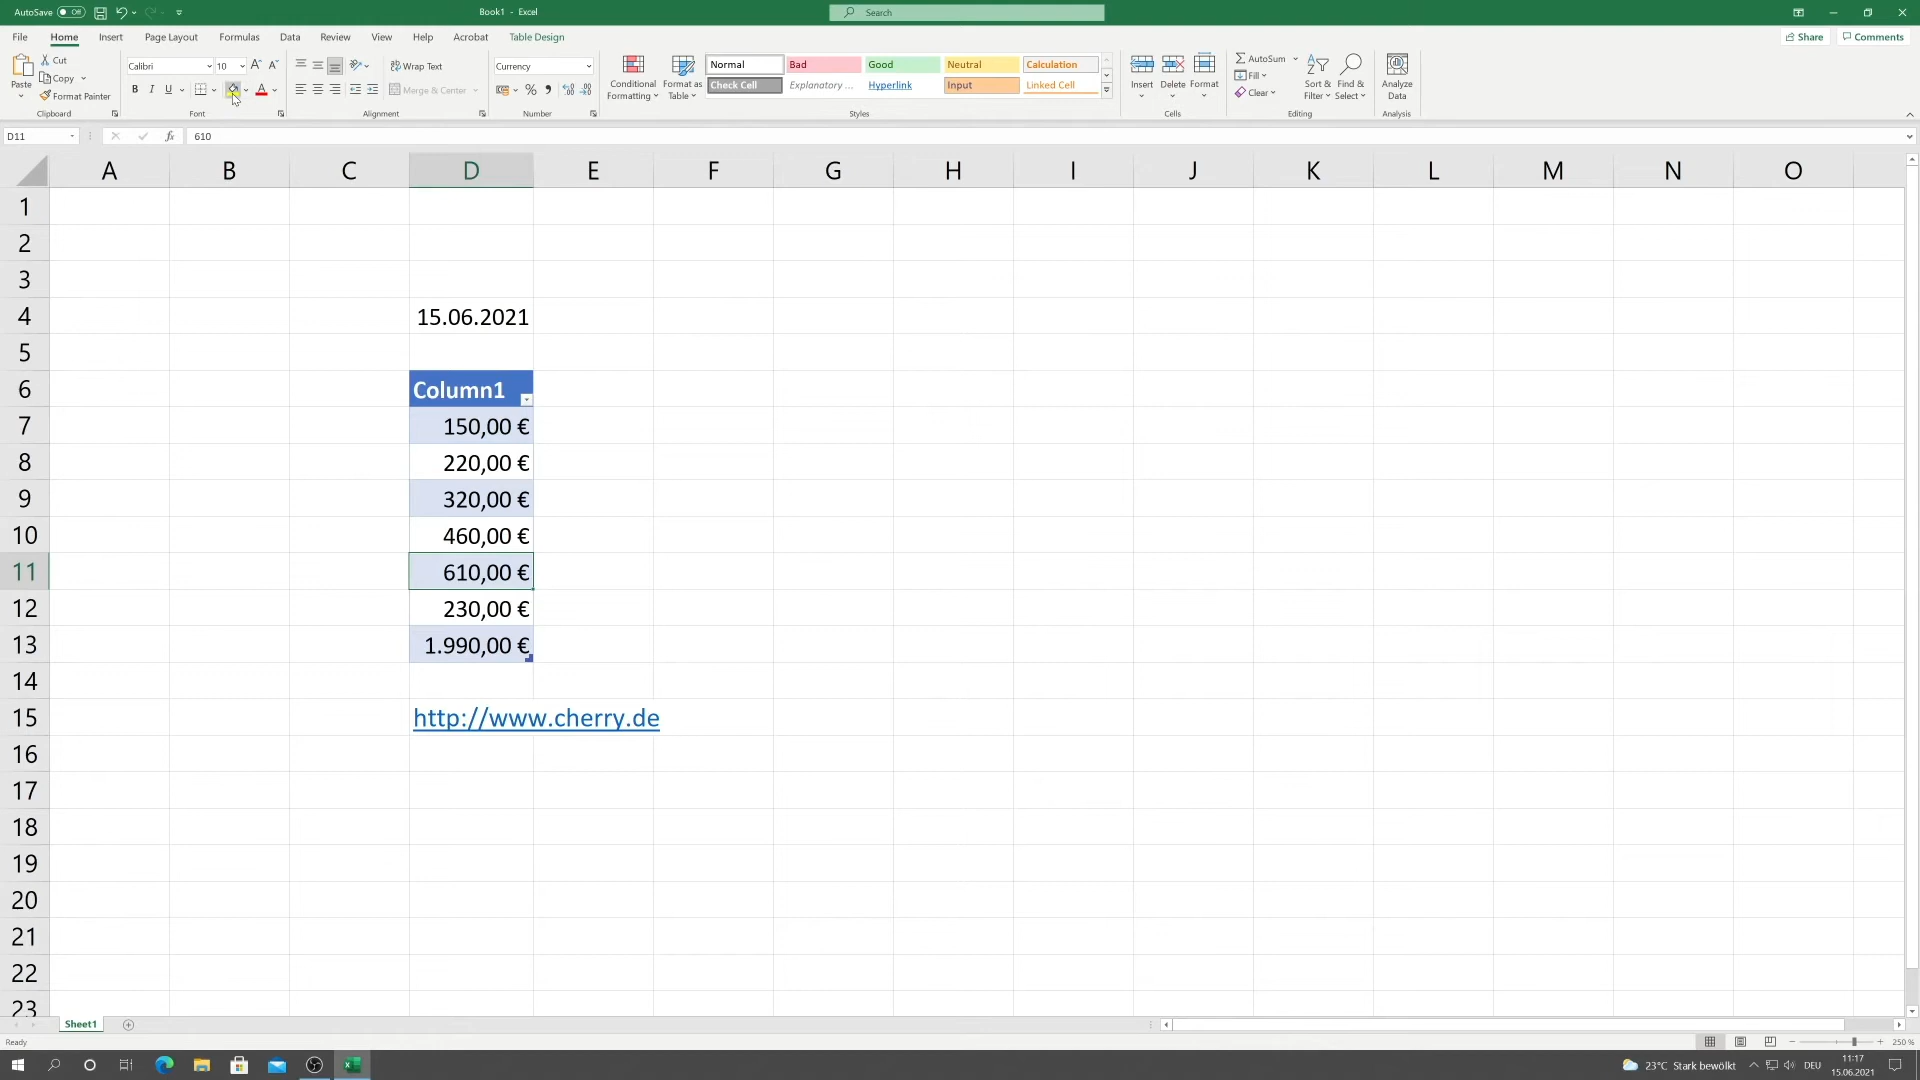 AutoSave Off
Book1 - Excel
Search
File Home Insert Page Layout Formulas Data Review View Help Acrobat Table Design
Share Comments
Paste
Cut
Copy
Format Painter
Clipboard
Calibri 10
B I U
Font
Wrap Text
Merge & Center
Alignment
Currency
Number
Conditional Formatting
Format as Table
Normal Bad Good Neutral Calculation
Check Cell Explanatory ... Hyperlink Input Linked Cell
Styles
Insert Delete Format
Cells
AutoSum
Fill
Clear
Sort & Filter
Find & Select
Editing
Analyze Data
Analysis
D11
fx 610
A B C D E F G H I J K L M N O
1
2
3
4 15.06.2021
5
6 Column1
7 150,00 €
8 220,00 €
9 320,00 €
10 460,00 €
11 610,00 €
12 230,00 €
13 1.990,00 €
14
15 http://www.cherry.de
16
17
18
19
20
21
22
23
Sheet1
Ready
250 %
23°C Stark bewölkt
DEU
11:17
15.06.2021